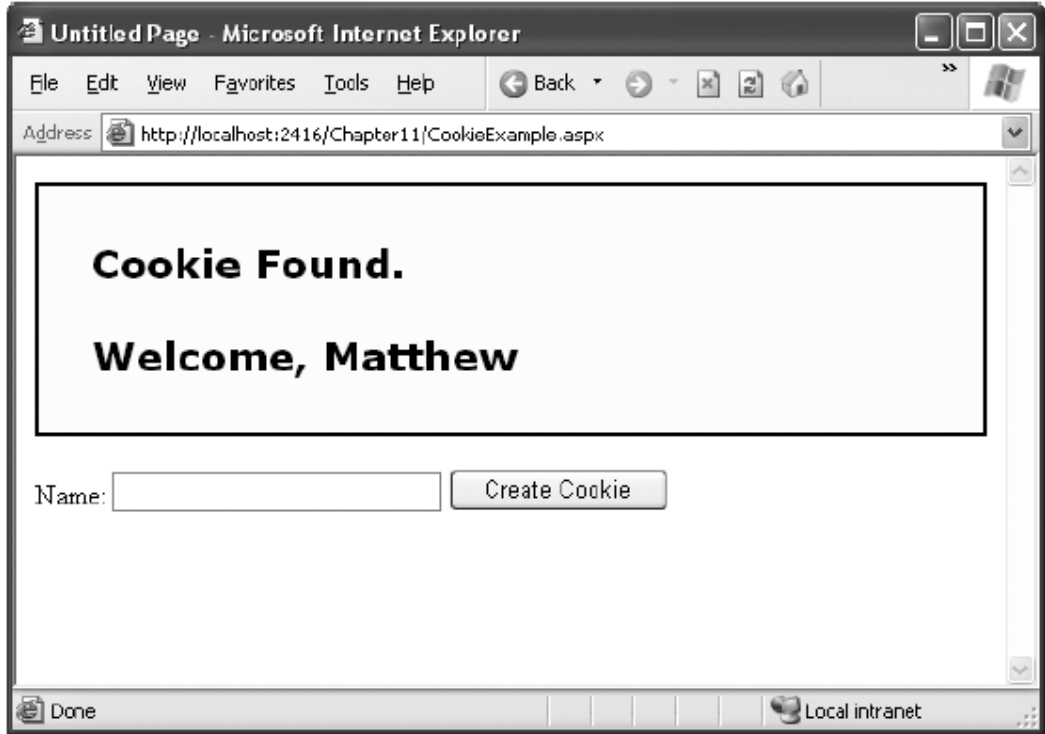 Untitled Page - Microsoft Internet Explorer
File Edit View Favorites Tools Help Back »
Address http://localhost:2416/Chapter11/CookieExample.aspx
Cookie Found.
Welcome, Matthew
Name: Create Cookie
Done Local intranet